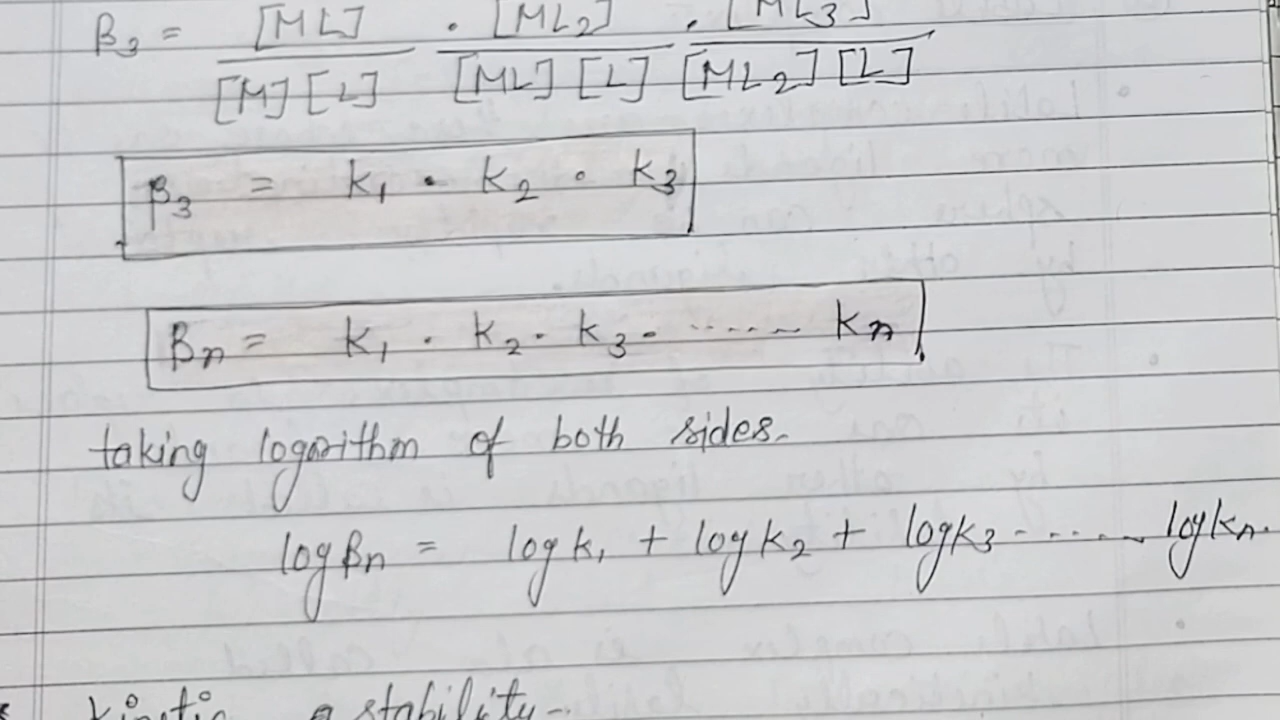 β₃ = [ML] / [M][L] · [ML₂] / [ML][L] · [ML₃] / [ML₂][L]
β₃ = k₁ · k₂ · k₃
βn = k₁ · k₂ · k₃ · ...... kn
taking logarithm of both sides.
log βn = log k₁ + log k₂ + log k₃ ...... log kn.
stability